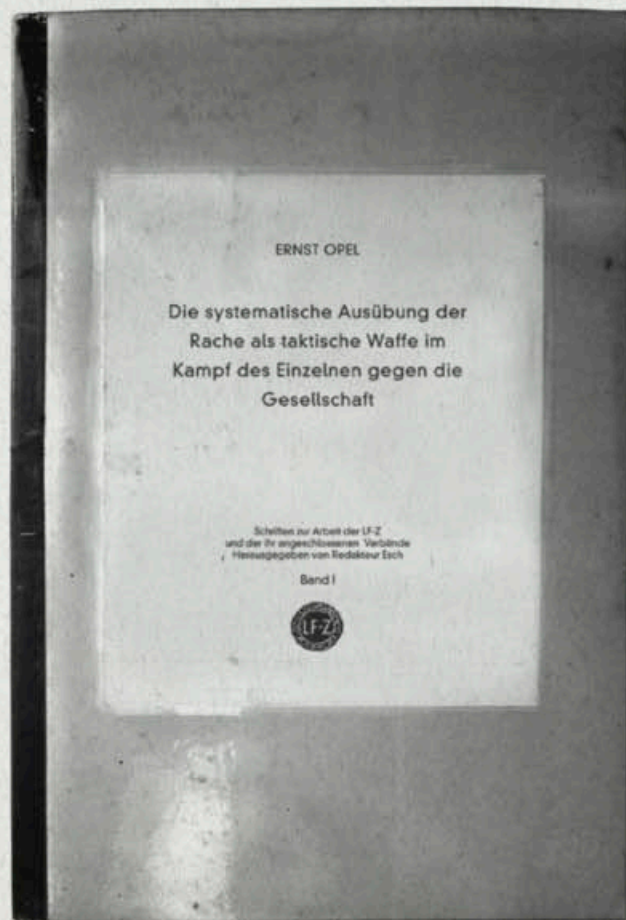 ERNST OPEL
Die systematische Ausübung der
Rache als taktische Waffe im
Kampf des Einzelnen gegen die
Gesellschaft
Schriften zur Arbeit der LF-Z
und der ihr angeschlossenen Verbände
Herausgegeben von Redakteur Esch
Band I
LF-Z